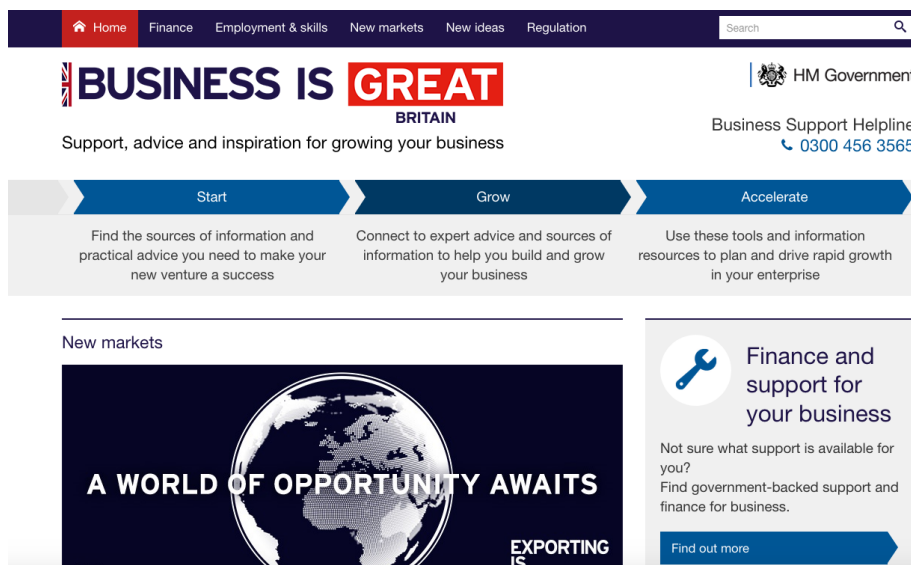 Home Finance Employment & skills New markets New ideas Regulation Search
BUSINESS IS GREAT
BRITAIN
Support, advice and inspiration for growing your business
HM Government
Business Support Helpline
0300 456 3565
Start
Grow
Accelerate
Find the sources of information and
practical advice you need to make your
new venture a success
Connect to expert advice and sources of
information to help you build and grow
your business
Use these tools and information
resources to plan and drive rapid growth
in your enterprise
New markets
A WORLD OF OPPORTUNITY AWAITS
EXPORTING
IS
Finance and
support for
your business
Not sure what support is available for
you?
Find government-backed support and
finance for business.
Find out more